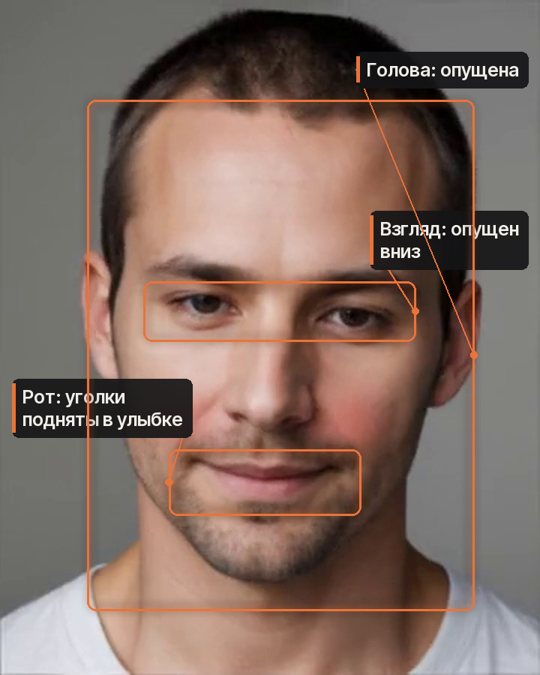 Голова: опущена
Взгляд: опущен
вниз
Рот: уголки
подняты в улыбке